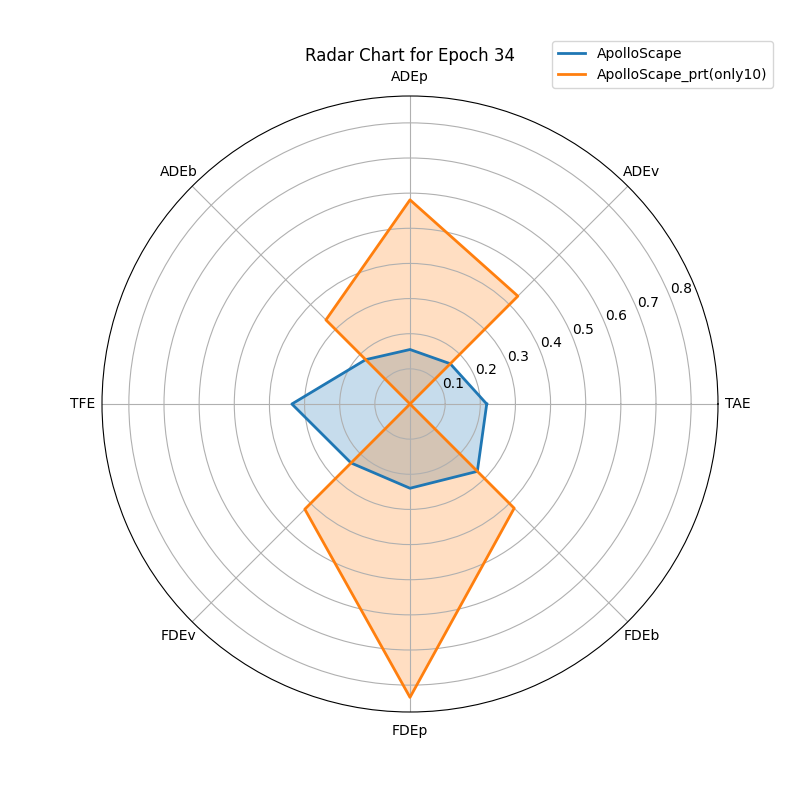 Radar Chart for Epoch 34
ApolloScape
ApolloScape_prt(only10)
ADEp
ADEb
ADEv
0.8
0.7
0.6
0.5
0.4
0.3
0.2
0.1
TFE
TAE
FDEv
FDEb
FDEp